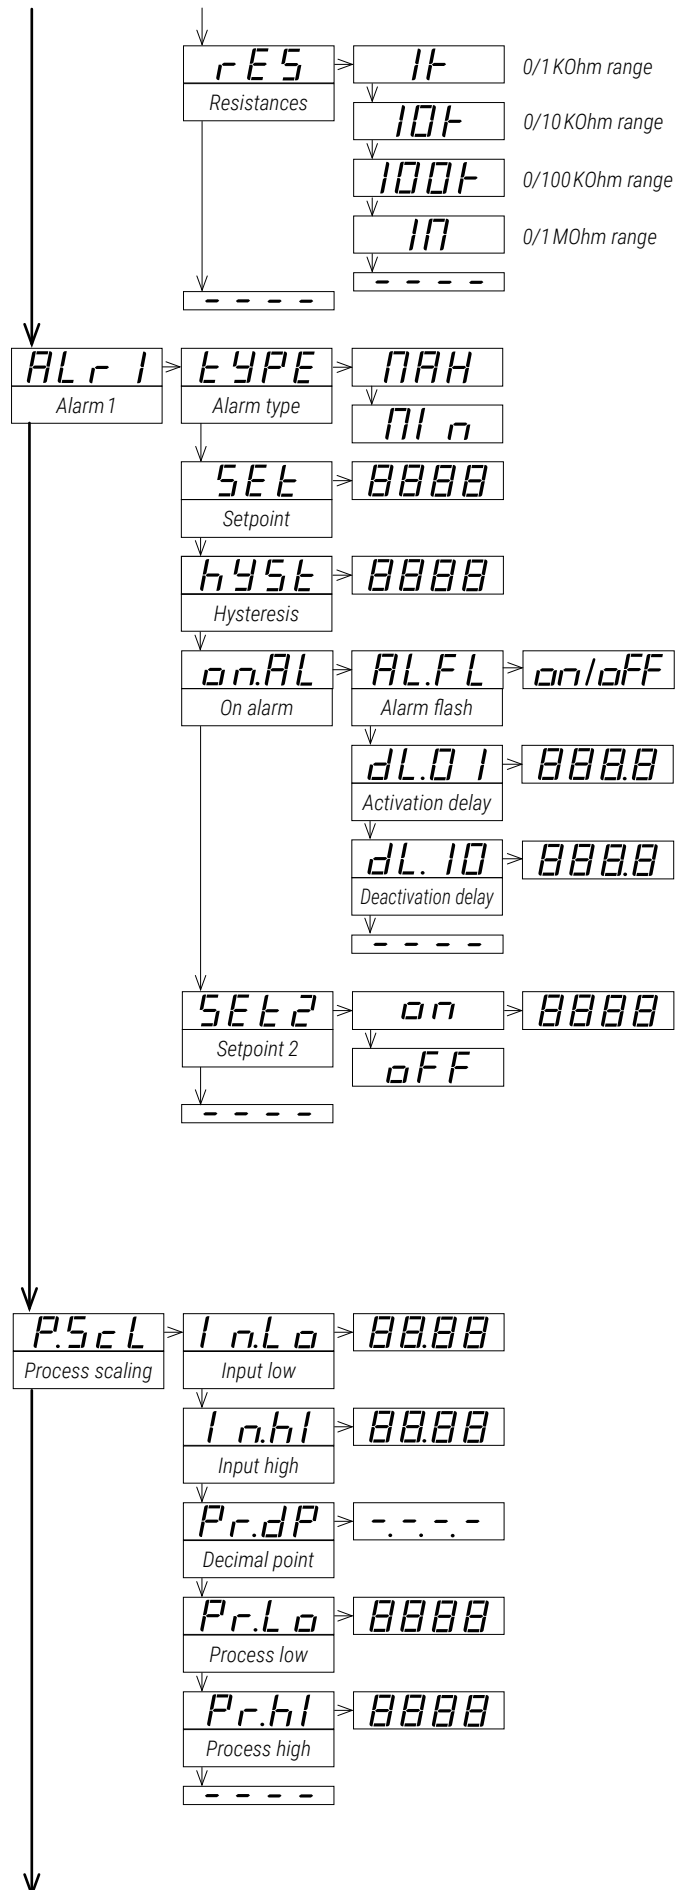 rES
1k
0/1 KOhm range
Resistances
10k
0/10 KOhm range
100k
0/100 KOhm range
1M
0/1 MOhm range
- - - -
- - - -
ALr1
tYPE
MAH
Alarm 1
Alarm type
MIn
SEt
8888
Setpoint
hYSt
8888
Hysteresis
on.AL
AL.FL
on/oFF
On alarm
Alarm flash
dL.01
888.8
Activation delay
dL.10
888.8
Deactivation delay
- - - -
SEt2
on
8888
Setpoint 2
oFF
- - - -
P.ScL
In.Lo
88.88
Process scaling
Input low
In.hI
88.88
Input high
Pr.dP
-.-.-.-
Decimal point
Pr.Lo
8888
Process low
Pr.hI
8888
Process high
- - - -